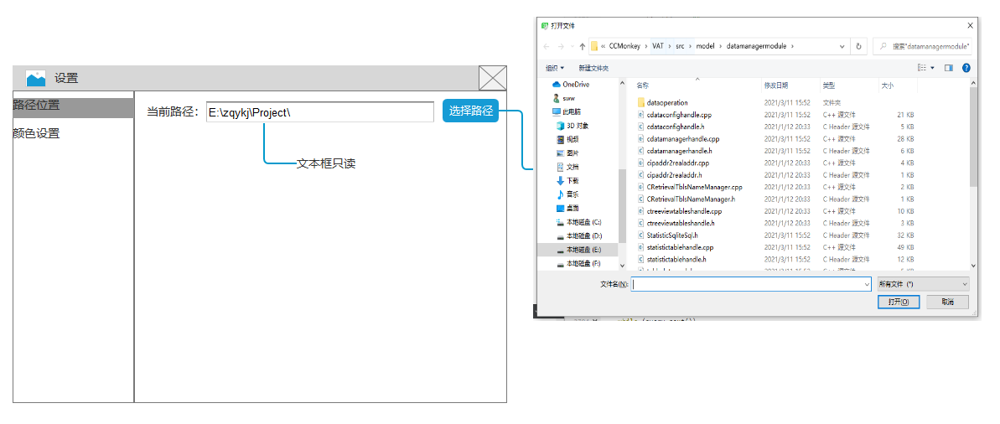 设置
路径位置
颜色设置
当前路径： E:\zqykj\Project\ 选择路径
文本框只读
打开文件
« CCMonkey › VAT › src › model › datamanagermodule ›
搜索"datamanagermodule"
组织 新建文件夹
OneDrive
sww
此电脑
3D 对象
视频
图片
文档
下载
音乐
桌面
本地磁盘 (C:)
本地磁盘 (D:)
本地磁盘 (E:)
本地磁盘 (F:)
名称 修改日期 类型 大小
dataoperation 2021/3/11 15:52 文件夹
cdataconfighandle.cpp 2021/3/11 15:52 C++ 源文件 21 KB
cdataconfighandle.h 2021/1/12 20:33 C Header 源文件 5 KB
cdatamanagerhandle.cpp 2021/3/11 15:52 C++ 源文件 28 KB
cdatamanagerhandle.h 2021/3/11 15:52 C Header 源文件 6 KB
cipaddr2realaddr.cpp 2021/1/12 20:33 C++ 源文件 4 KB
cipaddr2realaddr.h 2021/1/12 20:33 C Header 源文件 1 KB
CRetrievalTblsNameManager.cpp 2021/1/12 20:33 C++ 源文件 2 KB
CRetrievalTblsNameManager.h 2021/1/12 20:33 C Header 源文件 1 KB
ctreeviewtableshandle.cpp 2021/1/12 20:33 C++ 源文件 10 KB
ctreeviewtableshandle.h 2021/1/12 20:33 C Header 源文件 3 KB
StatisticSqliteSql.h 2021/3/11 15:52 C Header 源文件 32 KB
statistictablehandle.cpp 2021/3/11 15:52 C++ 源文件 49 KB
statistictablehandle.h 2021/3/11 15:52 C Header 源文件 12 KB
文件名(N): 所有文件 (*)
打开(O) 取消